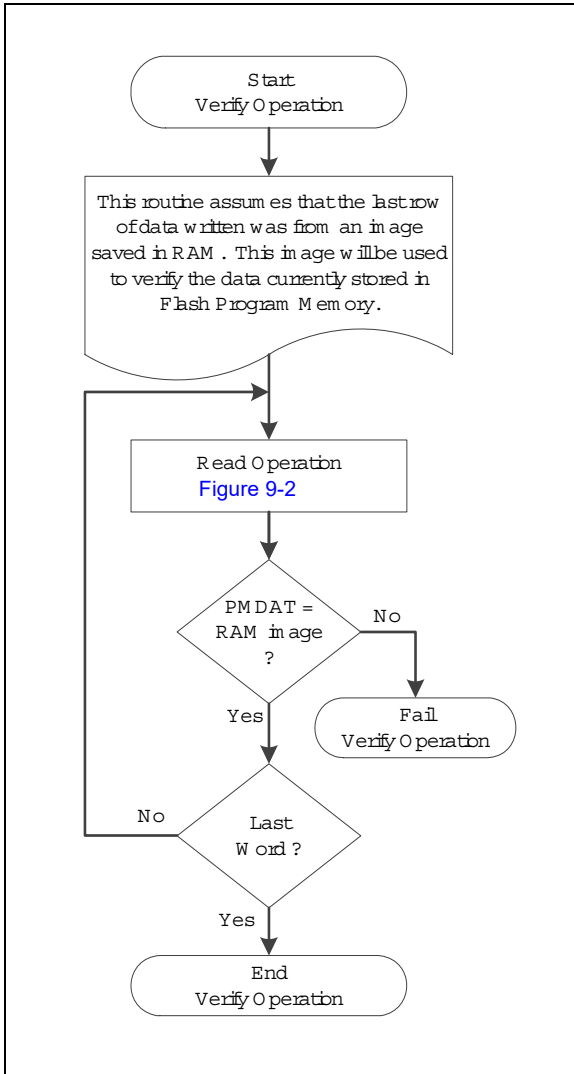 Start
Verify Operation
This routine assumes that the last row
of data written was from an image
saved in RAM. This image will be used
to verify the data currently stored in
Flash Program Memory.
Read Operation
Figure 9-2
PMDAT =
RAM image
?
No
Yes
Fail
Verify Operation
No
Last
Word ?
Yes
End
Verify Operation